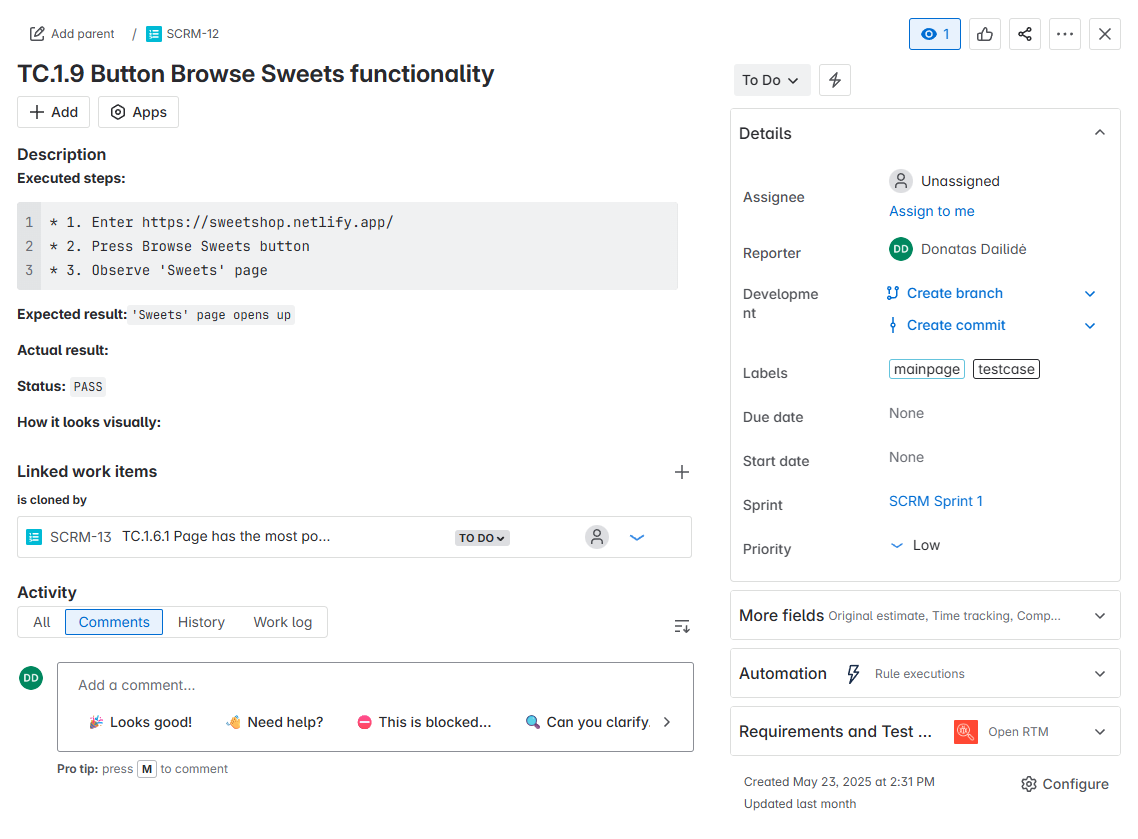 Add parent / SCRM-12
1
TC.1.9 Button Browse Sweets functionality
Add
Apps
Description
Executed steps:
1 * 1. Enter https://sweetshop.netlify.app/
2 * 2. Press Browse Sweets button
3 * 3. Observe 'Sweets' page
Expected result: 'Sweets' page opens up
Actual result:
Status: PASS
How it looks visually:
Linked work items
is cloned by
SCRM-13 TC.1.6.1 Page has the most po... TO DO
Activity
All Comments History Work log
DD
Add a comment...
Looks good! Need help? This is blocked... Can you clarify
Pro tip: press M to comment
To Do
Details
Assignee
Unassigned
Assign to me
Reporter
DD Donatas Dailidė
Developme
nt
Create branch
Create commit
Labels
mainpage testcase
Due date
None
Start date
None
Sprint
SCRM Sprint 1
Priority
Low
More fields Original estimate, Time tracking, Comp...
Automation Rule executions
Requirements and Test ... Open RTM
Created May 23, 2025 at 2:31 PM
Updated last month
Configure